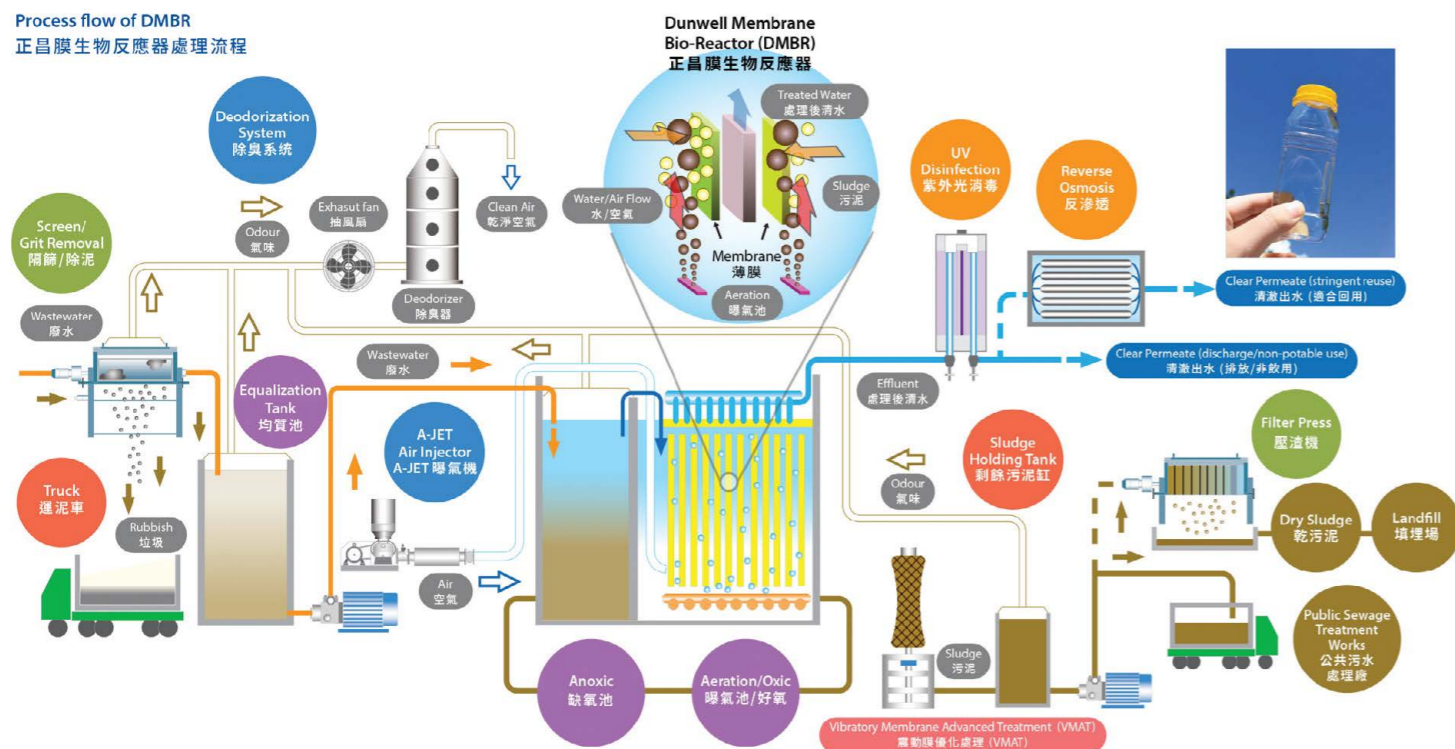 Process flow of DMBR
正昌膜生物反應器處理流程
Dunwell Membrane
Bio-Reactor (DMBR)
正昌膜生物反應器
Treated Water
處理後清水
Water/Air Flow
水/空氣
Sludge
污泥
Membrane
薄膜
Aeration
曝氣池
Deodorization
System
除臭系統
Odour
氣味
Exhasut fan
抽風扇
Clean Air
乾淨空氣
Deodorizer
除臭器
Screen/
Grit Removal
隔篩/除泥
Wastewater
廢水
Equalization
Tank
均質池
Truck
運泥車
Rubbish
垃圾
Wastewater
廢水
A-JET
Air Injector
A-JET 曝氣機
Air
空氣
Anoxic
缺氧池
Aeration/Oxic
曝氣池/好氧
UV
Disinfection
紫外光消毒
Reverse
Osmosis
反滲透
Clear Permeate (stringent reuse)
清澈出水 (適合回用)
Clear Permeate (discharge/non-potable use)
清澈出水 (排放/非飲用)
Effluent
處理後清水
Sludge
Holding Tank
剩餘污泥缸
Odour
氣味
Filter Press
壓渣機
Dry Sludge
乾污泥
Landfill
填埋場
Public Sewage
Treatment
Works
公共污水
處理廠
Sludge
污泥
Vibratory Membrane Advanced Treatment (VMAT)
震動膜優化處理 (VMAT)